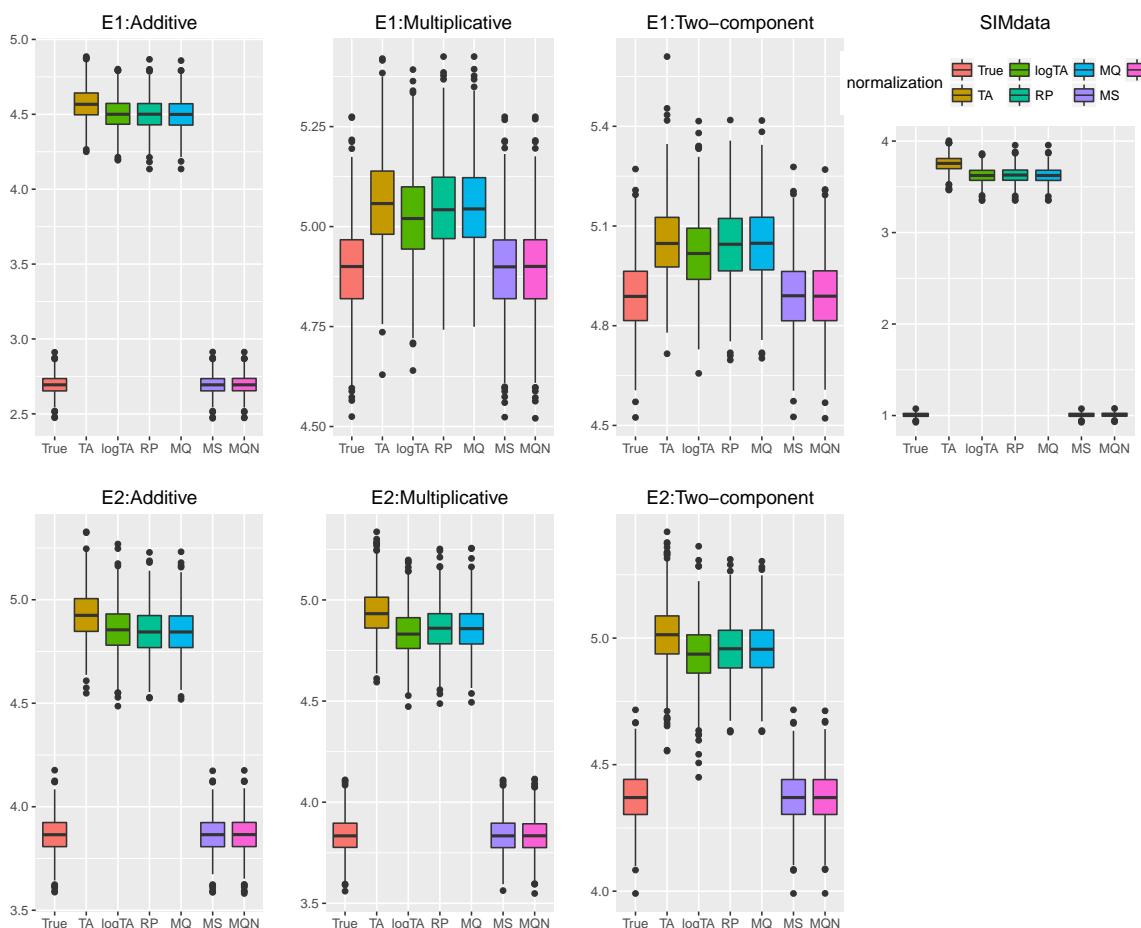 E1:Additive
E1:Multiplicative
E1:Two−component
SIMdata
normalization
True
logTA
MQ
TA
RP
MS
5.0
4.5
4.0
3.5
3.0
2.5
True TA logTA RP MQ MS MQN
5.25
5.00
4.75
4.50
True TA logTA RP MQ MS MQN
5.4
5.1
4.8
4.5
True TA logTA RP MQ MS MQN
4
3
2
1
True TA logTA RP MQ MS MQN
E2:Additive
E2:Multiplicative
E2:Two−component
5.0
4.5
4.0
3.5
True TA logTA RP MQ MS MQN
5.0
4.5
4.0
3.5
True TA logTA RP MQ MS MQN
5.0
4.5
4.0
True TA logTA RP MQ MS MQN